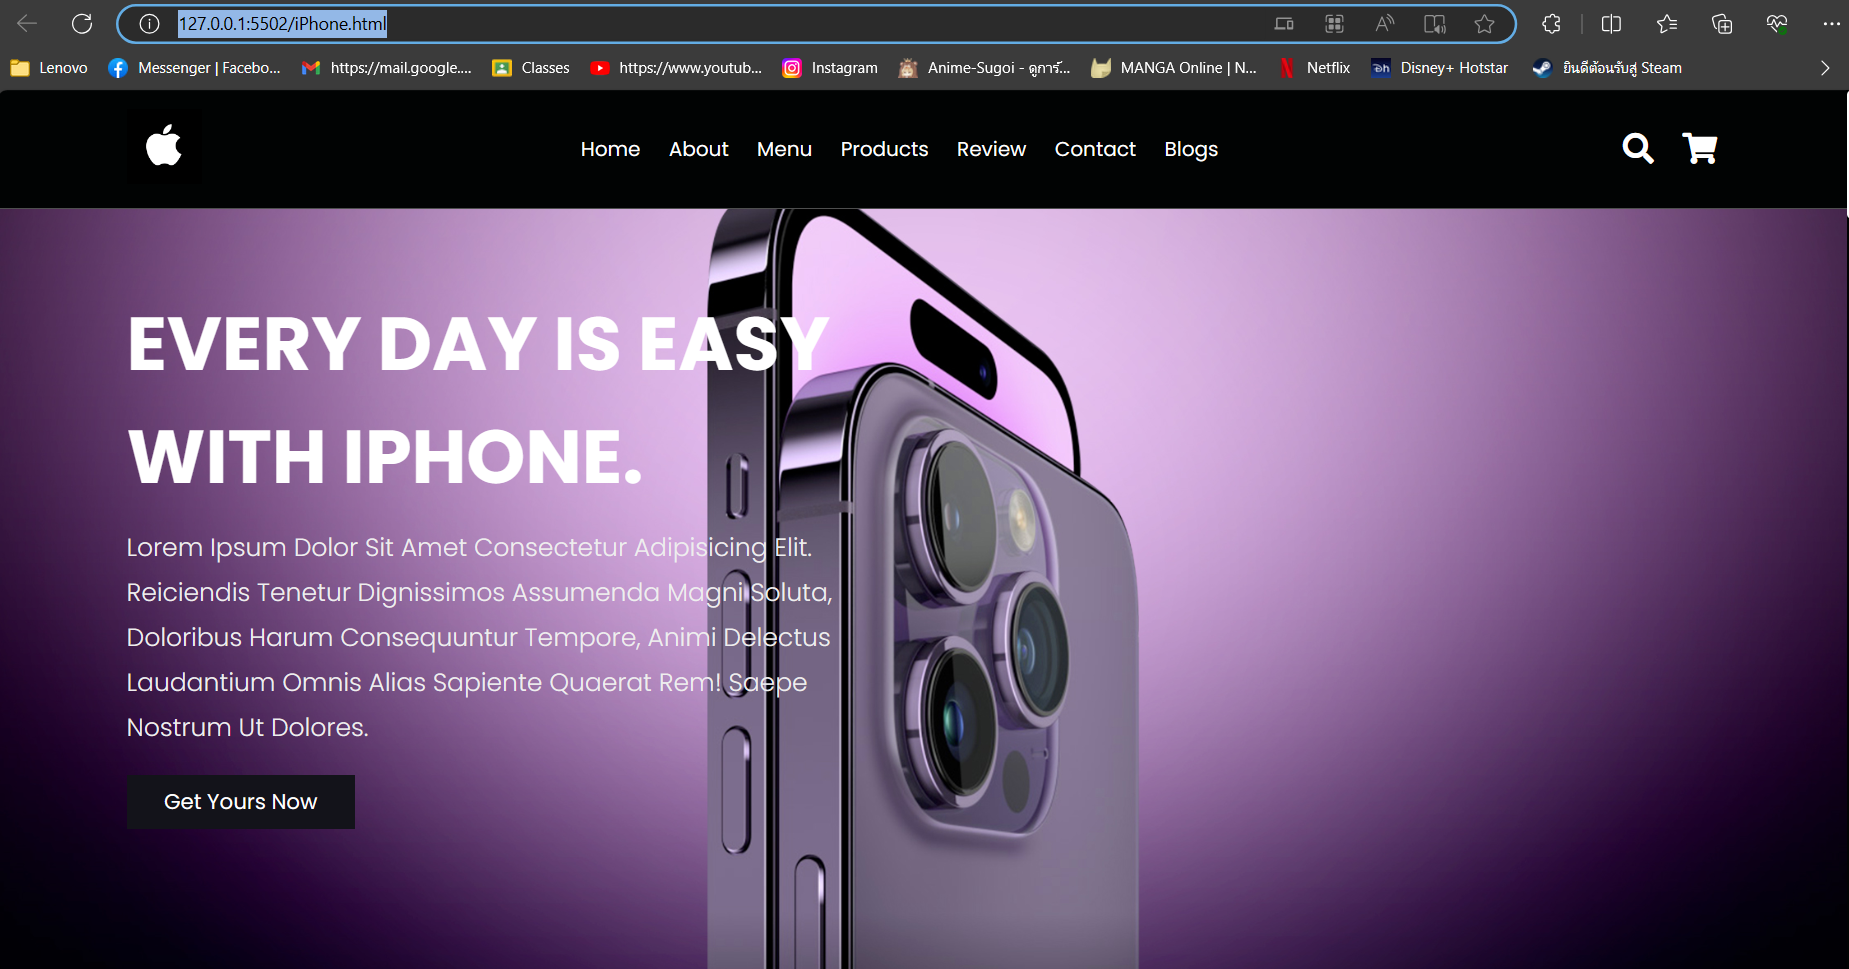 127.0.0.1:5502/iPhone.html
Lenovo Messenger | Facebo... https://mail.google.... Classes https://www.youtub... Instagram Anime-Sugoi - ดูการ์... MANGA Online | N... Netflix Disney+ Hotstar ยินดีต้อนรับสู่ Steam
Home About Menu Products Review Contact Blogs
EVERY DAY IS EASY
WITH IPHONE.
Lorem Ipsum Dolor Sit Amet Consectetur Adipisicing Elit.
Reiciendis Tenetur Dignissimos Assumenda Magni Soluta,
Doloribus Harum Consequuntur Tempore, Animi Delectus
Laudantium Omnis Alias Sapiente Quaerat Rem! Saepe
Nostrum Ut Dolores.
Get Yours Now